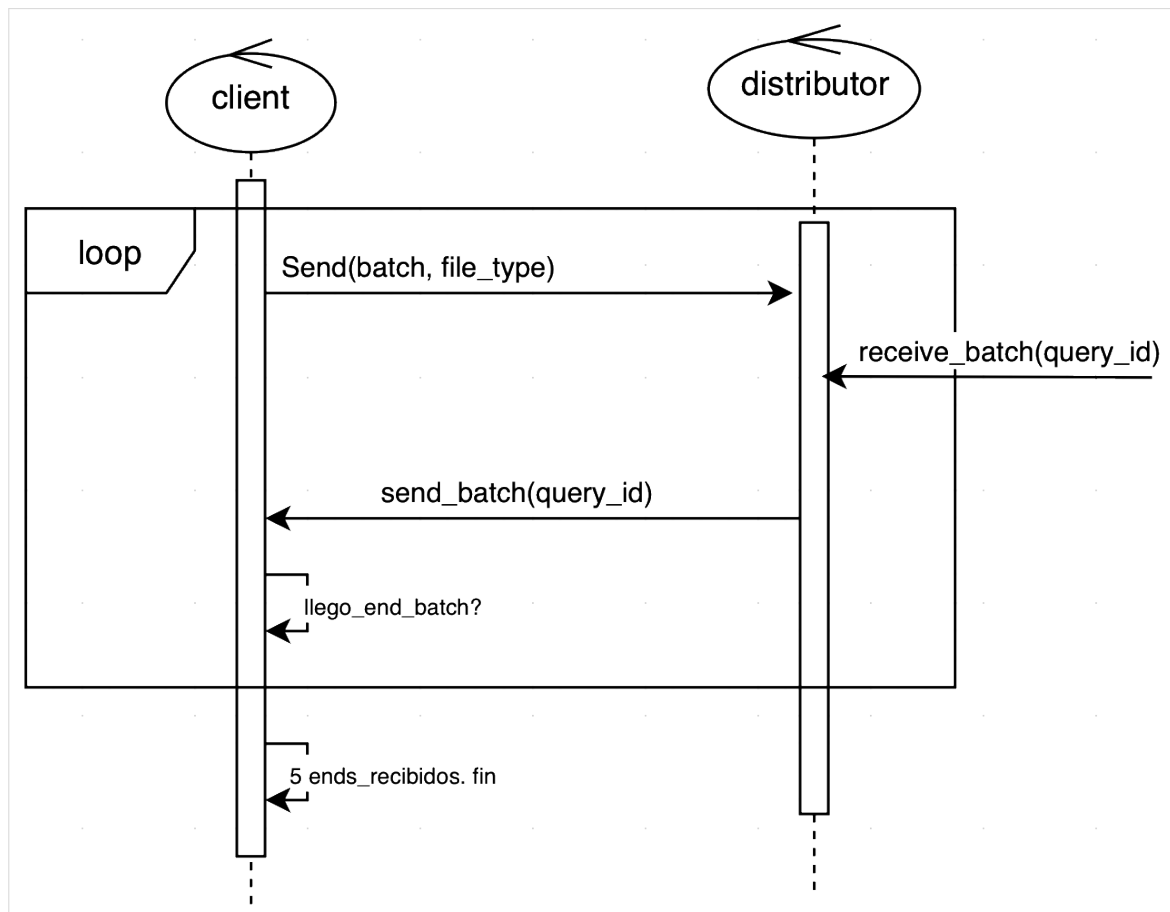 client
distributor
loop
Send(batch, file_type)
receive_batch(query_id)
send_batch(query_id)
llego_end_batch?
5 ends_recibidos. fin